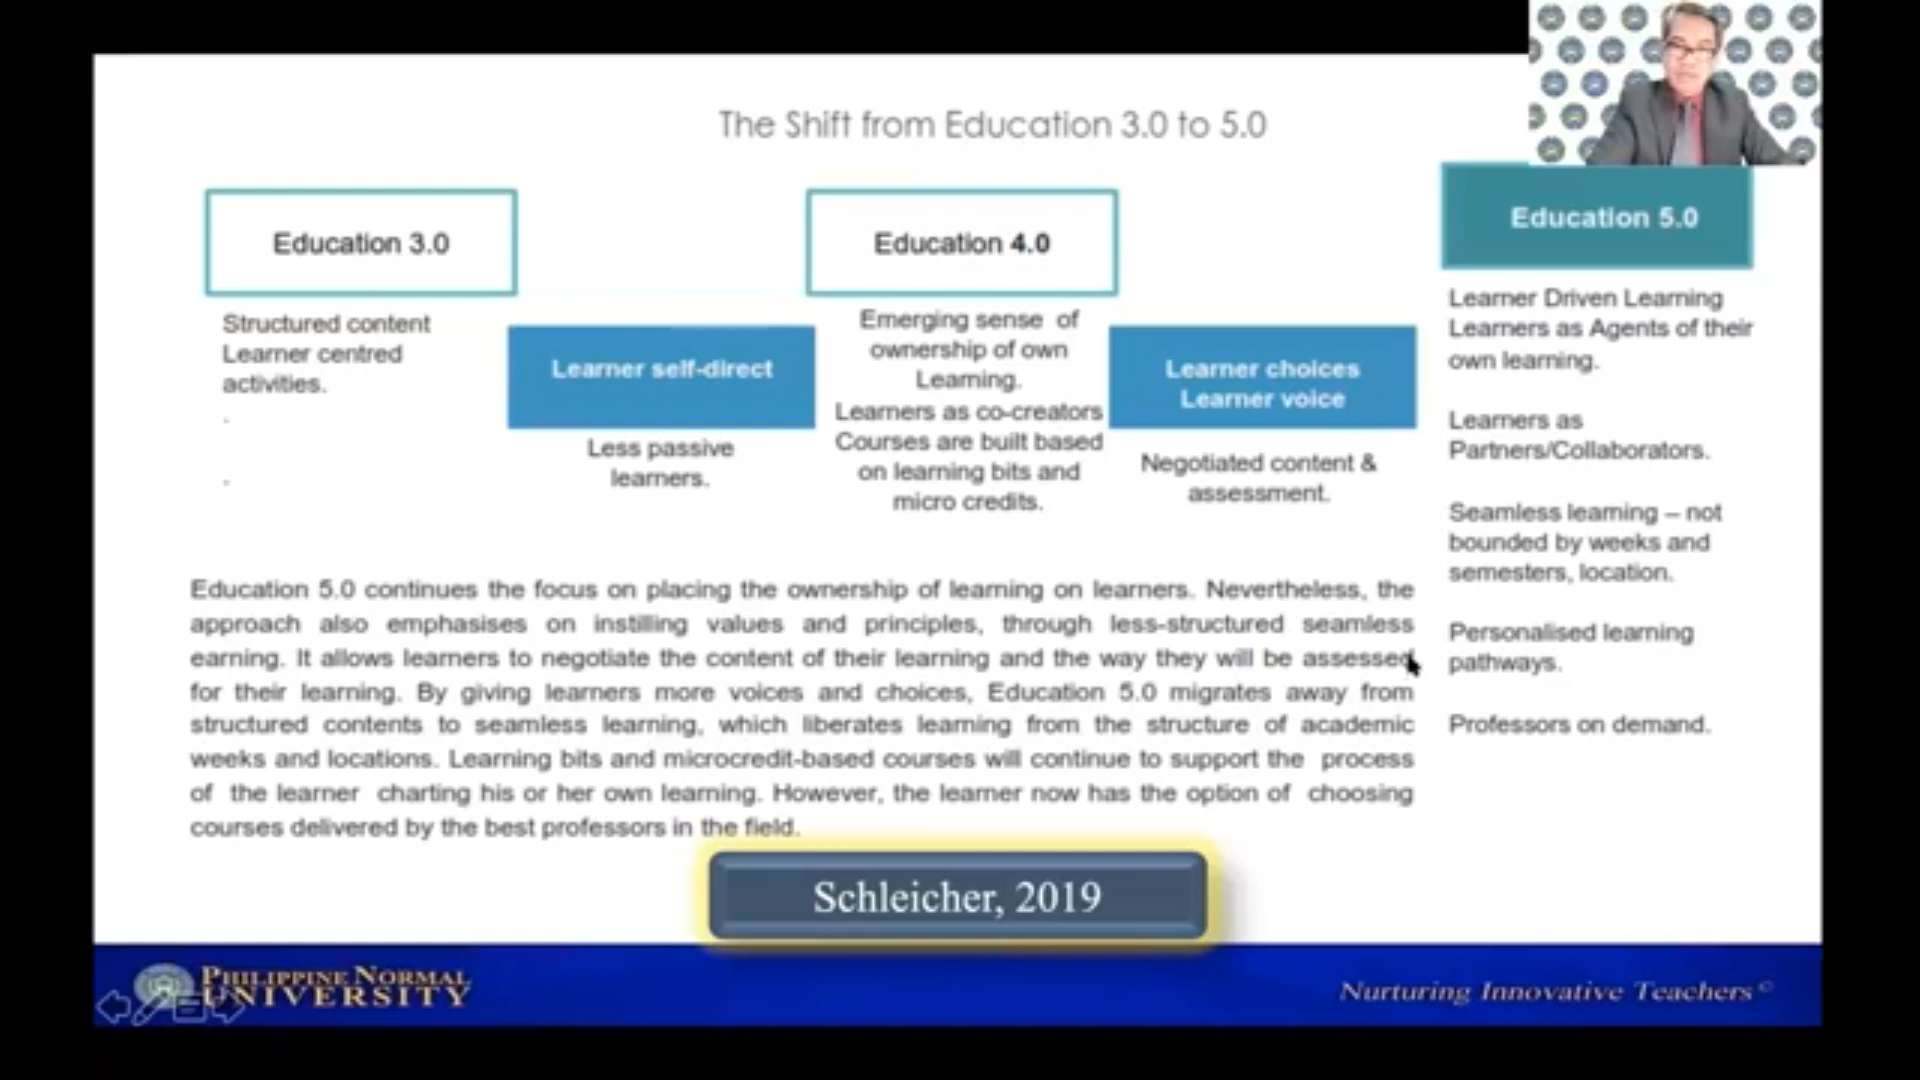 The Shift from Education 3.0 to 5.0
Education 3.0
Structured content
Learner centred
activities.
.
.
Learner self-direct
Less passive
learners.
Education 4.0
Emerging sense of
ownership of own
Learning.
Learners as co-creators
Courses are built based
on learning bits and
micro credits.
Learner choices
Learner voice
Negotiated content &
assessment.
Education 5.0
Learner Driven Learning
Learners as Agents of their
own learning.
Learners as
Partners/Collaborators.
Seamless learning – not
bounded by weeks and
semesters, location.
Personalised learning
pathways.
Professors on demand.
Education 5.0 continues the focus on placing the ownership of learning on learners. Nevertheless, the
approach also emphasises on instilling values and principles, through less-structured seamless
earning. It allows learners to negotiate the content of their learning and the way they will be assessed
for their learning. By giving learners more voices and choices, Education 5.0 migrates away from
structured contents to seamless learning, which liberates learning from the structure of academic
weeks and locations. Learning bits and microcredit-based courses will continue to support the process
of the learner charting his or her own learning. However, the learner now has the option of choosing
courses delivered by the best professors in the field.
Schleicher, 2019
PHILIPPINE NORMAL
UNIVERSITY
Nurturing Innovative Teachers©